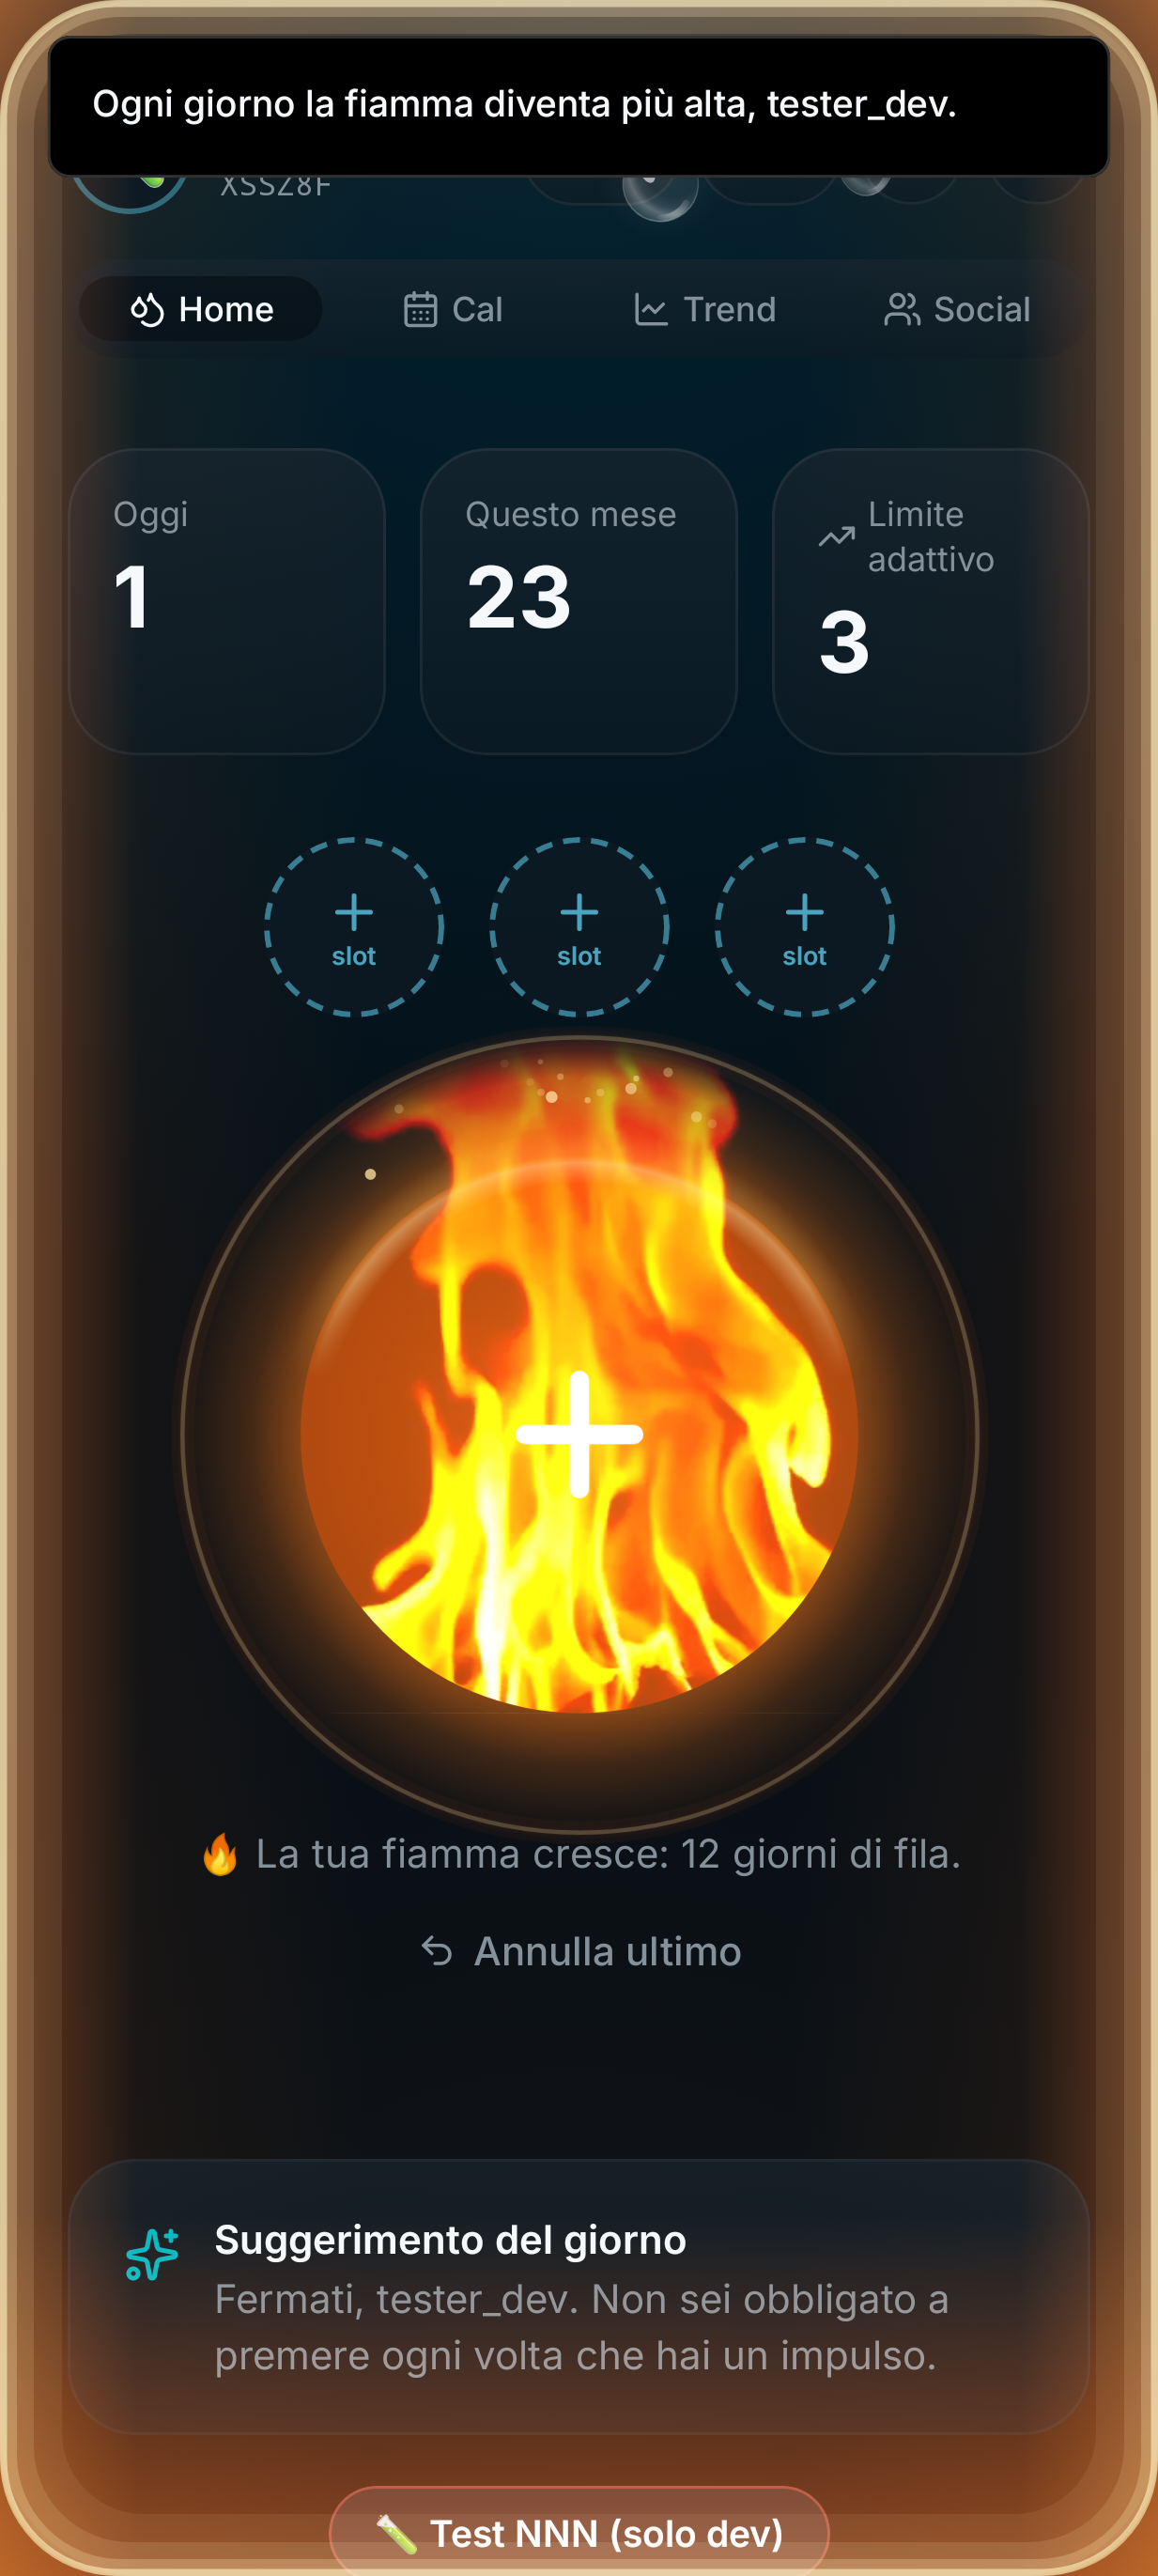 Ogni giorno la fiamma diventa più alta, tester_dev.
XSSZ8F
Home
Cal
Trend
Social
Oggi
1
Questo mese
23
Limite
adattivo
3
slot
slot
slot
🔥 La tua fiamma cresce: 12 giorni di fila.
Annulla ultimo
Suggerimento del giorno
Fermati, tester_dev. Non sei obbligato a
premere ogni volta che hai un impulso.
🧪 Test NNN (solo dev)